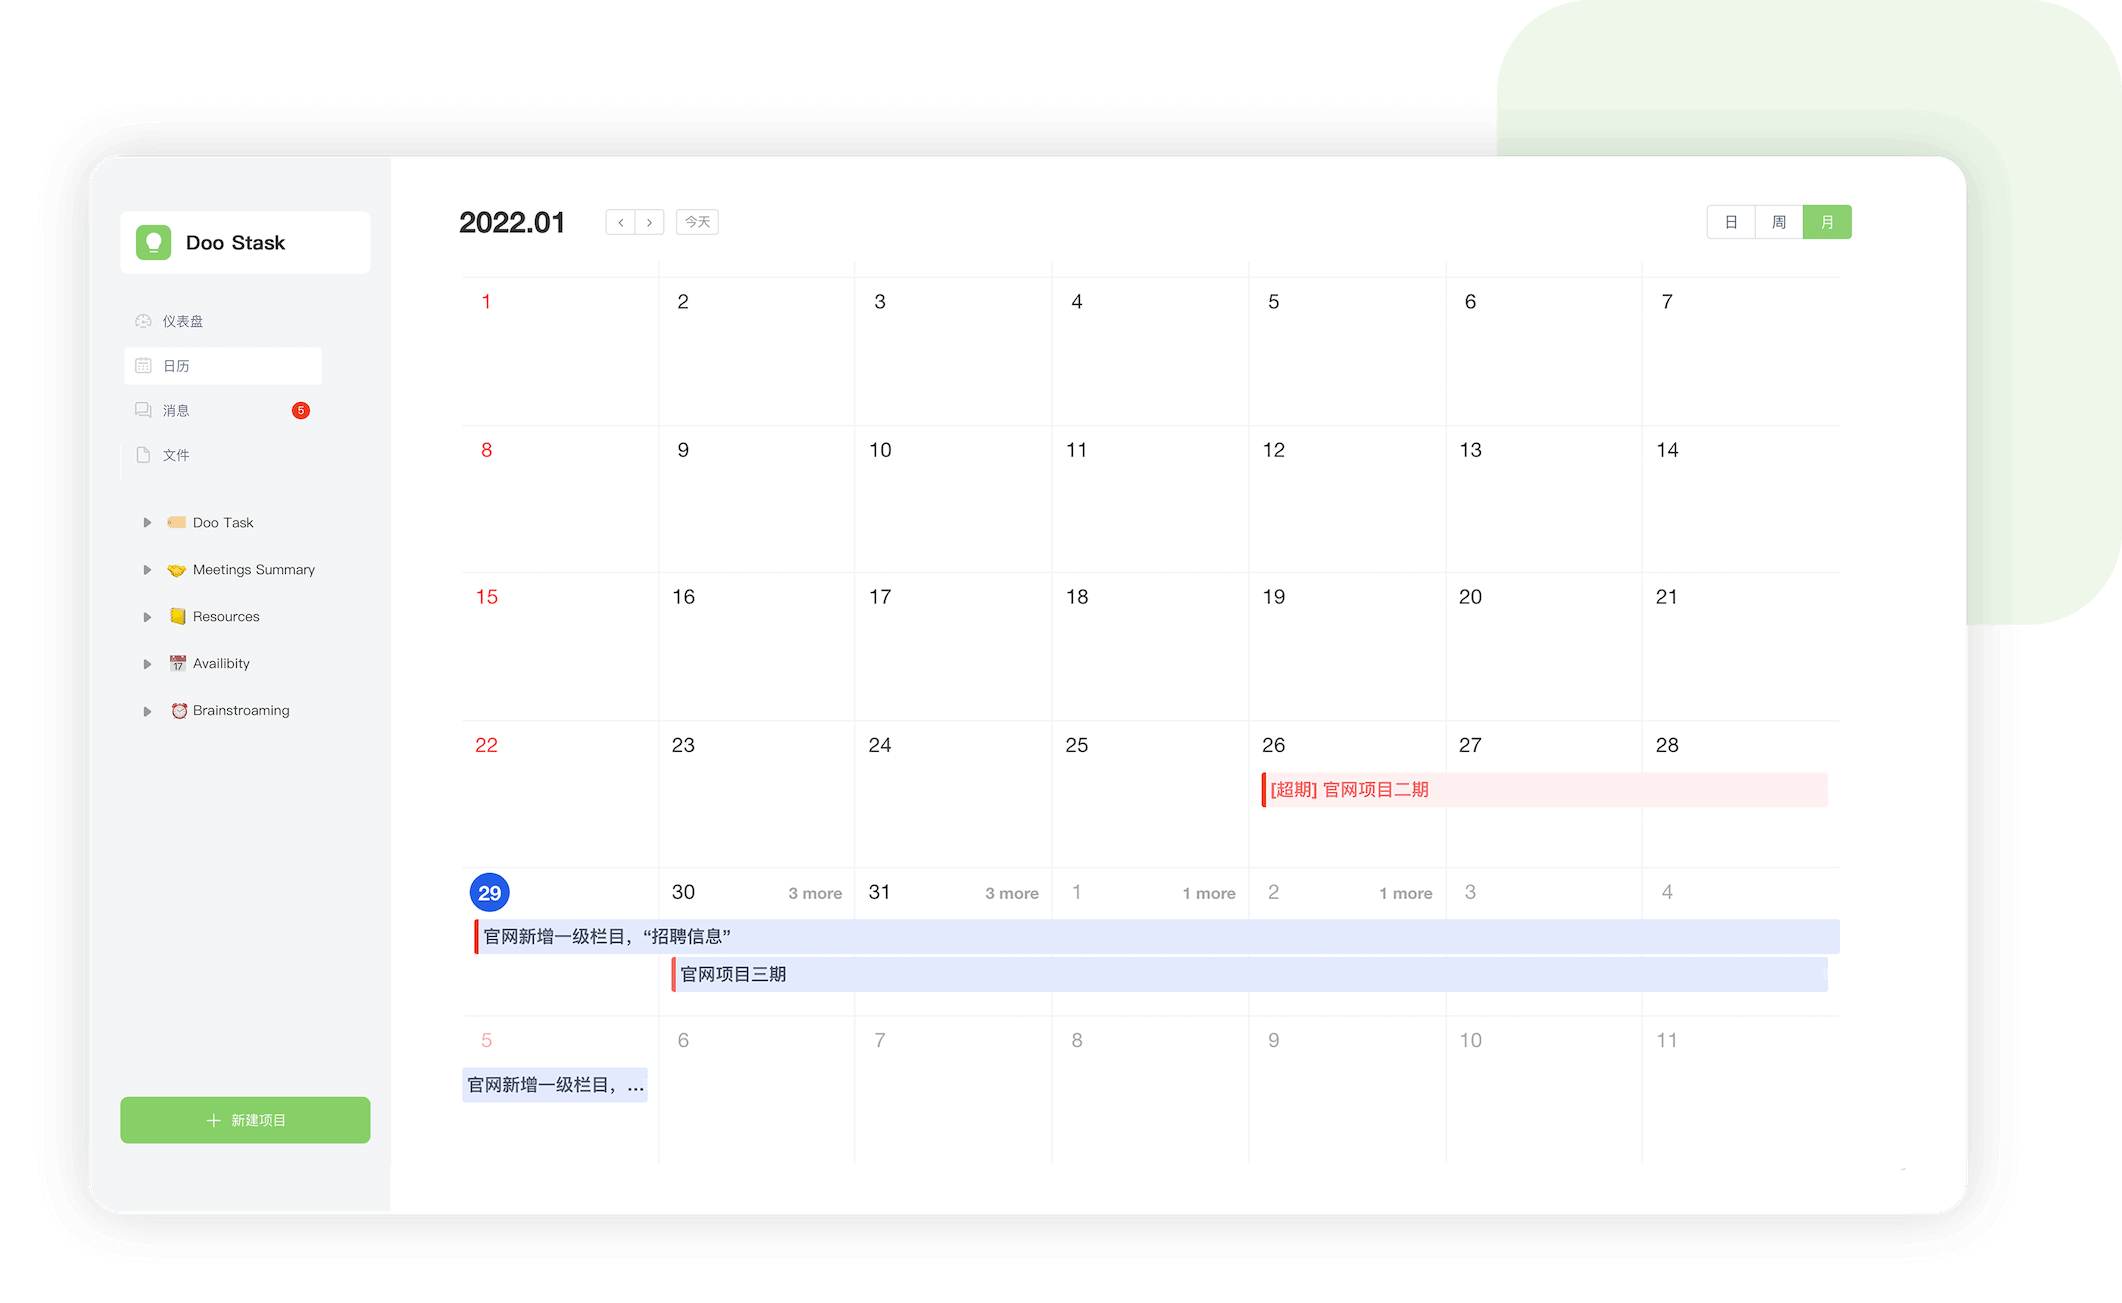 Doo Stask
仪表盘
日历
消息 5
文件
Doo Task
Meetings Summary
Resources
17 Availibity
Brainstroaming
新建项目
2022.01 < > 今天 日 周 月
1 2 3 4 5 6 7
8 9 10 11 12 13 14
15 16 17 18 19 20 21
22 23 24 25 26 27 28
[超期] 官网项目二期
29 30 3 more 31 3 more 1 1 more 2 1 more 3 4
官网新增一级栏目，“招聘信息”
官网项目三期
5 6 7 8 9 10 11
官网新增一级栏目，...